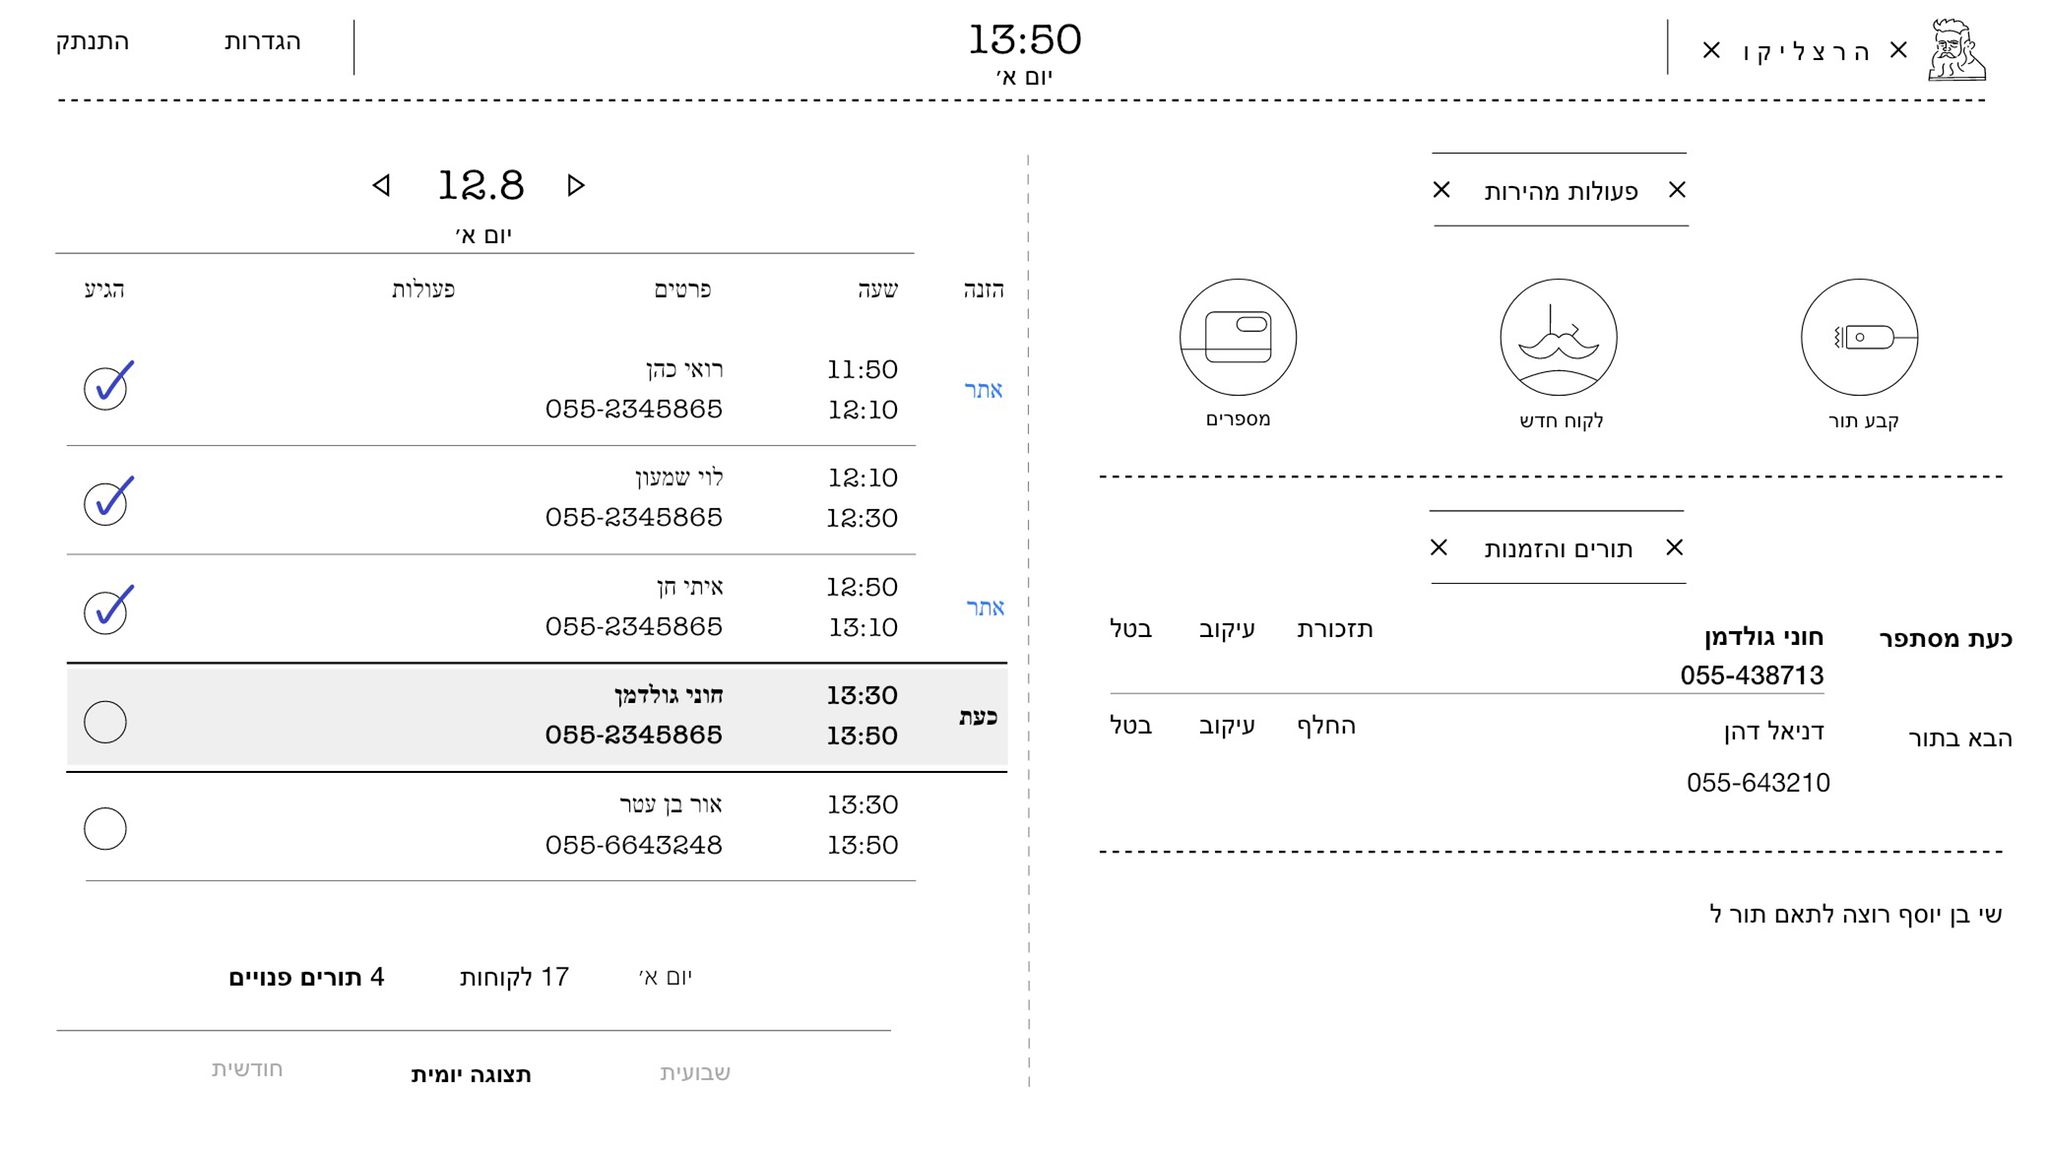 הרצליקו
13:50
יום א׳
הגדרות
התנתק
פעולות מהירות
קבע תור
לקוח חדש
מספרים
תורים והזמנות
כעת מסתפר
חוני גולדמן
055-438713
תזכורת
עיקוב
בטל
הבא בתור
דניאל דהן
055-643210
החלף
עיקוב
בטל
שי בן יוסף רוצה לתאם תור ל
12.8
יום א׳
הזנה
שעה
פרטים
פעולות
הגיע
אתר
11:50
12:10
רואי כהן
055-2345865
12:10
12:30
לוי שמעון
055-2345865
אתר
12:50
13:10
איתי חן
055-2345865
כעת
13:30
13:50
חוני גולדמן
055-2345865
13:30
13:50
אור בן עטר
055-6643248
יום א׳
17 לקוחות
4 תורים פנויים
שבועית
תצוגה יומית
חודשית